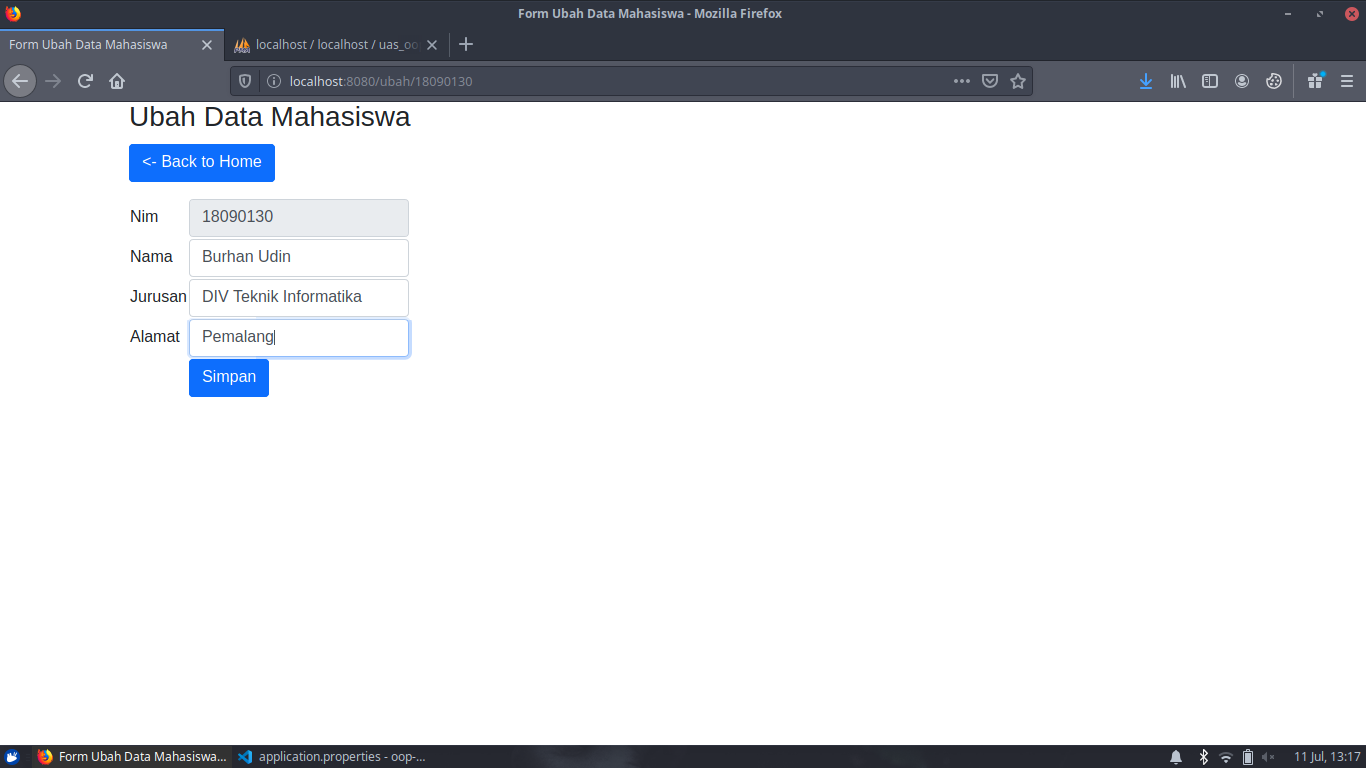 Form Ubah Data Mahasiswa - Mozilla Firefox
Form Ubah Data Mahasiswa
localhost / localhost / uas_oo
localhost:8080/ubah/18090130
Ubah Data Mahasiswa
<- Back to Home
Nim 18090130
Nama Burhan Udin
Jurusan DIV Teknik Informatika
Alamat Pemalang
Simpan
Form Ubah Data Mahasiswa... application.properties - oop-... 11 Jul, 13:17